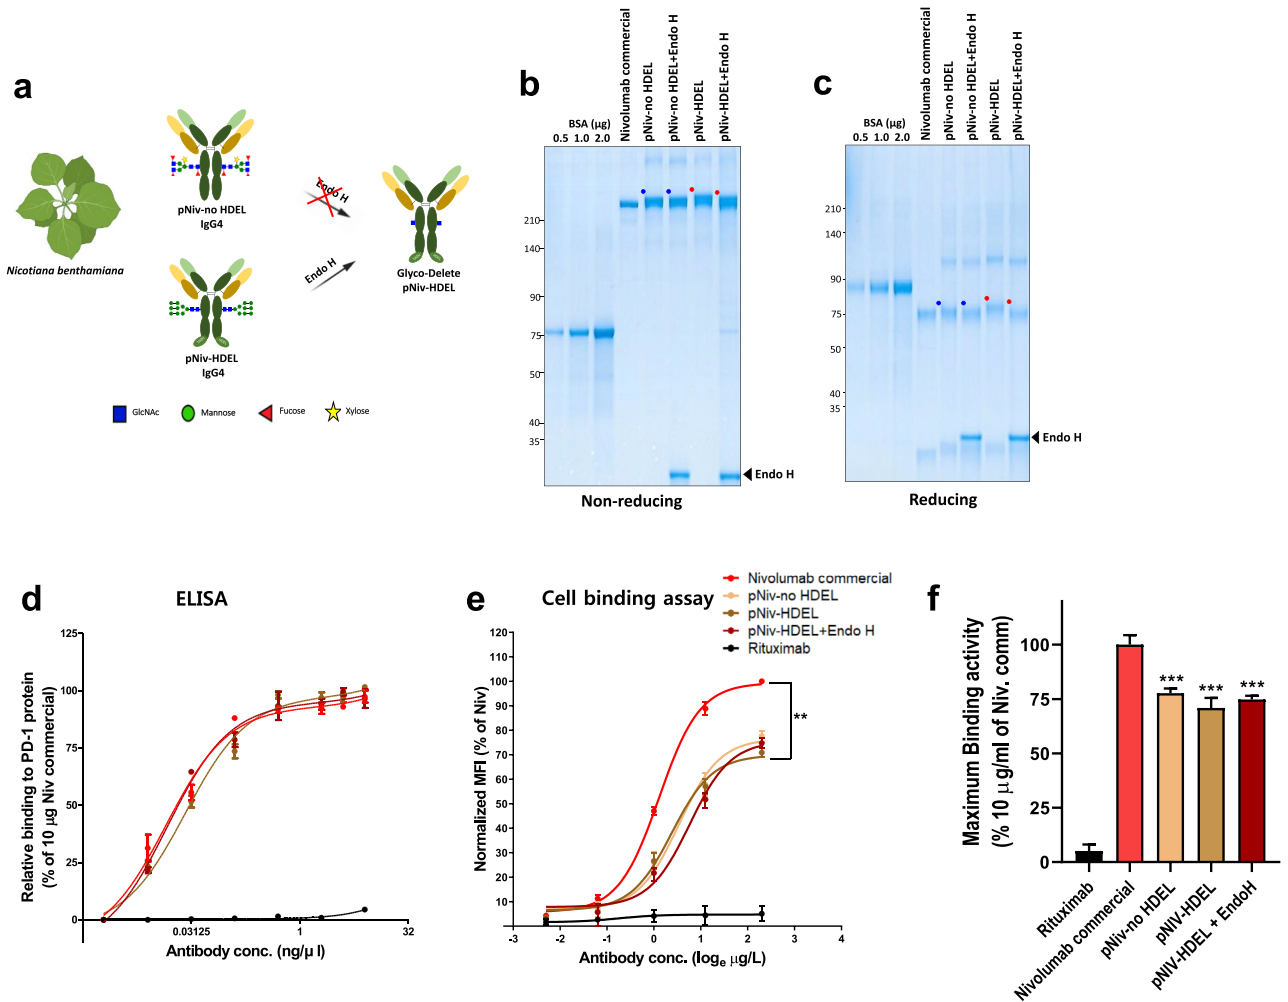 a
pNiv-no HDEL
IgG4
Endo H
Nicotiana benthamiana
Endo H
Glyco-Delete
pNiv-HDEL
pNiv-HDEL
IgG4
GlcNAc
Mannose
Fucose
Xylose
b
BSA (µg)
0.5 1.0 2.0
Nivolumab commercial
pNiv-no HDEL
pNiv-no HDEL+Endo H
pNiv-HDEL
pNiv-HDEL+Endo H
210
140
90
75
50
40
35
Endo H
Non-reducing
c
BSA (µg)
0.5 1.0 2.0
Nivolumab commercial
pNiv-no HDEL
pNiv-no HDEL+Endo H
pNiv-HDEL
pNiv-HDEL+Endo H
210
140
90
75
50
40
35
Endo H
Reducing
d
ELISA
Relative binding to PD-1 protein
(% of 10 µg Niv commercial)
125
100
75
50
25
0
0.03125
1
32
Antibody conc. (ng/µ l)
e
Cell binding assay
Nivolumab commercial
pNiv-no HDEL
pNiv-HDEL
pNiv-HDEL+Endo H
Rituximab
Normalized MFI (% of Niv)
120
110
100
90
80
70
60
50
40
30
20
10
**
-3 -2 -1 0 1 2 3 4
Antibody conc. (loge µg/L)
f
Maximum Binding activity
(% 10 µg/ml of Niv. comm)
100
75
50
25
0
***
***
***
Rituximab
Nivolumab commercial
pNiv-no HDEL
pNIV-HDEL
pNIV-HDEL + EndoH